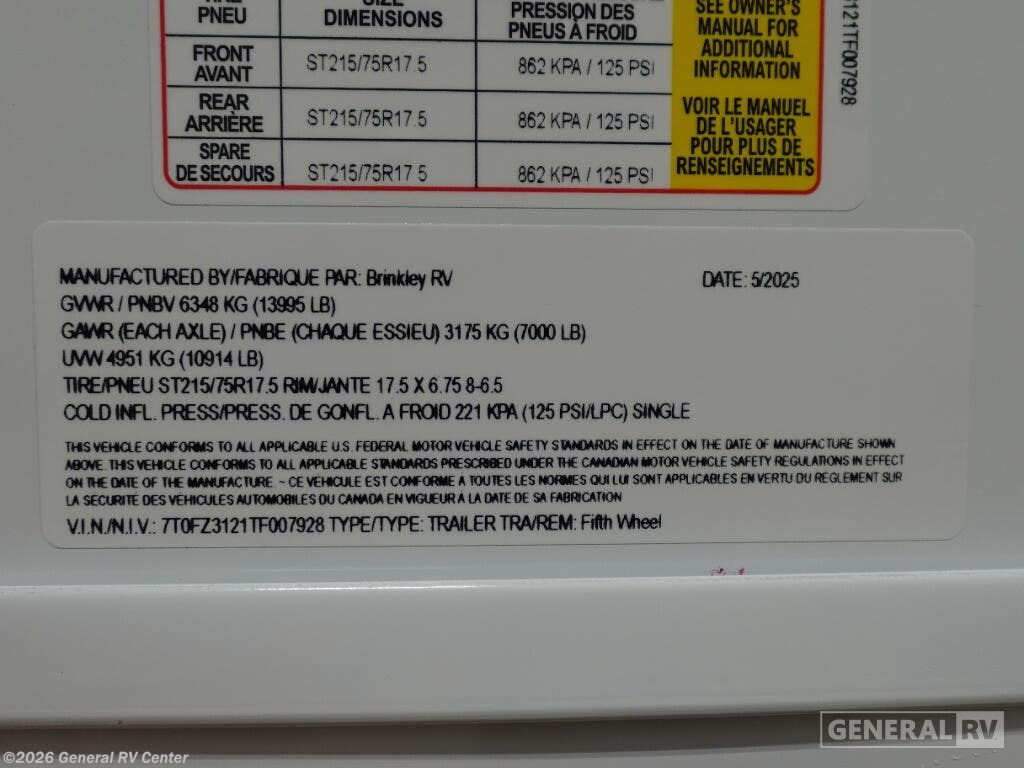 PNEU
DIMENSIONS
PRESSION DES
PNEUS À FROID
SEE OWNER'S
MANUAL FOR
ADDITIONAL
INFORMATION
FRONT
AVANT
ST215/75R17.5
862 KPA / 125 PSI
REAR
ARRIÈRE
ST215/75R17.5
862 KPA / 125 PSI
SPARE
DE SECOURS
ST215/75R17 5
862 KPA / 125 PSI
VOIR LE MANUEL
DE L'USAGER
POUR PLUS DE
RENSEIGNEMENTS
3121TF007928
MANUFACTURED BY/FABRIQUE PAR: Brinkley RV DATE: 5/2025
GVWR / PNBV 6348 KG (13995 LB)
GAWR (EACH AXLE) / PNBE (CHAQUE ESSIEU) 3175 KG (7000 LB)
UVW 4951 KG (10914 LB)
TIRE/PNEU ST215/75R17.5 RIM/JANTE 17.5 X 6.75 8-6.5
COLD INFL. PRESS/PRESS. DE GONFL. A FROID 221 KPA (125 PSI/LPC) SINGLE
THIS VEHICLE CONFORMS TO ALL APPLICABLE U.S. FEDERAL MOTOR VEHICLE SAFETY STANDARDS IN EFFECT ON THE DATE OF MANUFACTURE SHOWN
ABOVE. THIS VEHICLE CONFORMS TO ALL APPLICABLE STANDARDS PRESCRIBED UNDER THE CANADIAN MOTOR VEHICLE SAFETY REGULATIONS IN EFFECT
ON THE DATE OF THE MANUFACTURE. ~ CE VEHICULE EST CONFORME A TOUTES LES NORMES QUI LUI SONT APPLICABLES EN VERTU DU REGLEMENT SUR
LA SECURITE DES VEHICULES AUTOMOBILES DU CANADA EN VIGUEUR A LA DATE DE SA FABRICATION
V.I.N./N.I.V.: 7T0FZ3121TF007928 TYPE/TYPE: TRAILER TRA/REM: Fifth Wheel
GENERAL RV
©2026 General RV Center